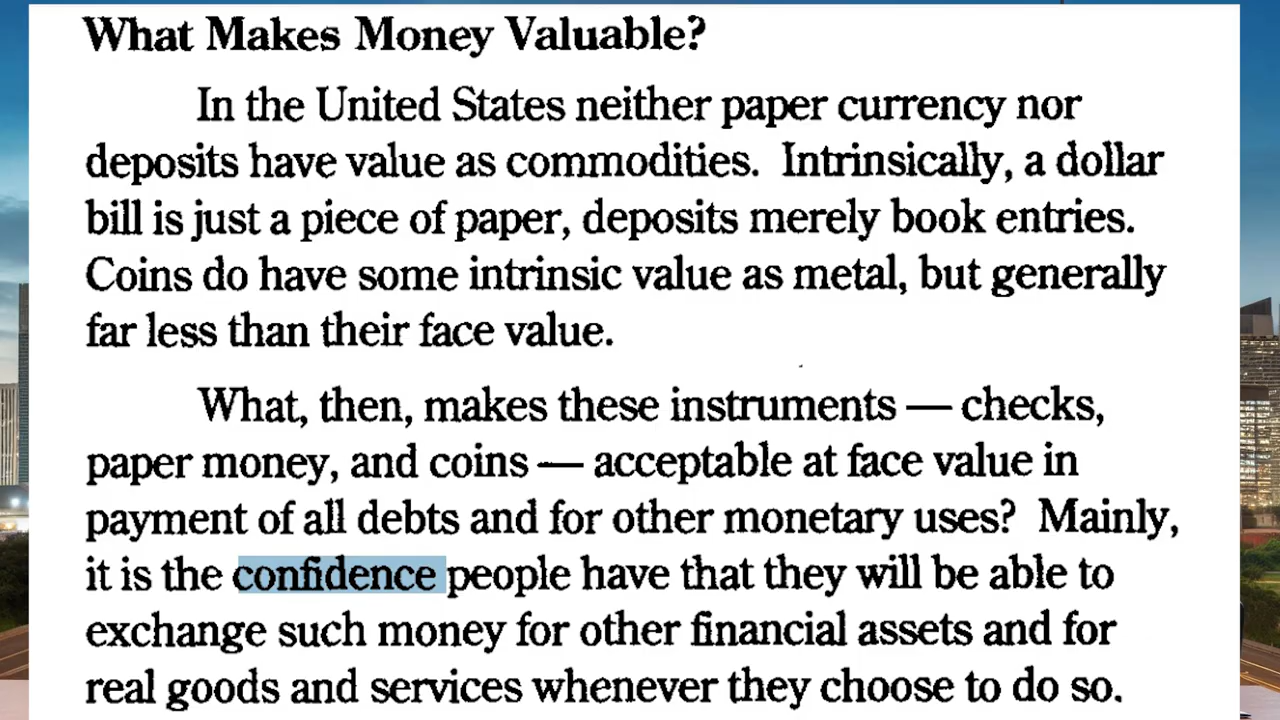 What Makes Money Valuable?
In the United States neither paper currency nor
deposits have value as commodities. Intrinsically, a dollar
bill is just a piece of paper, deposits merely book entries.
Coins do have some intrinsic value as metal, but generally
far less than their face value.
What, then, makes these instruments — checks,
paper money, and coins — acceptable at face value in
payment of all debts and for other monetary uses? Mainly,
it is the confidence people have that they will be able to
exchange such money for other financial assets and for
real goods and services whenever they choose to do so.